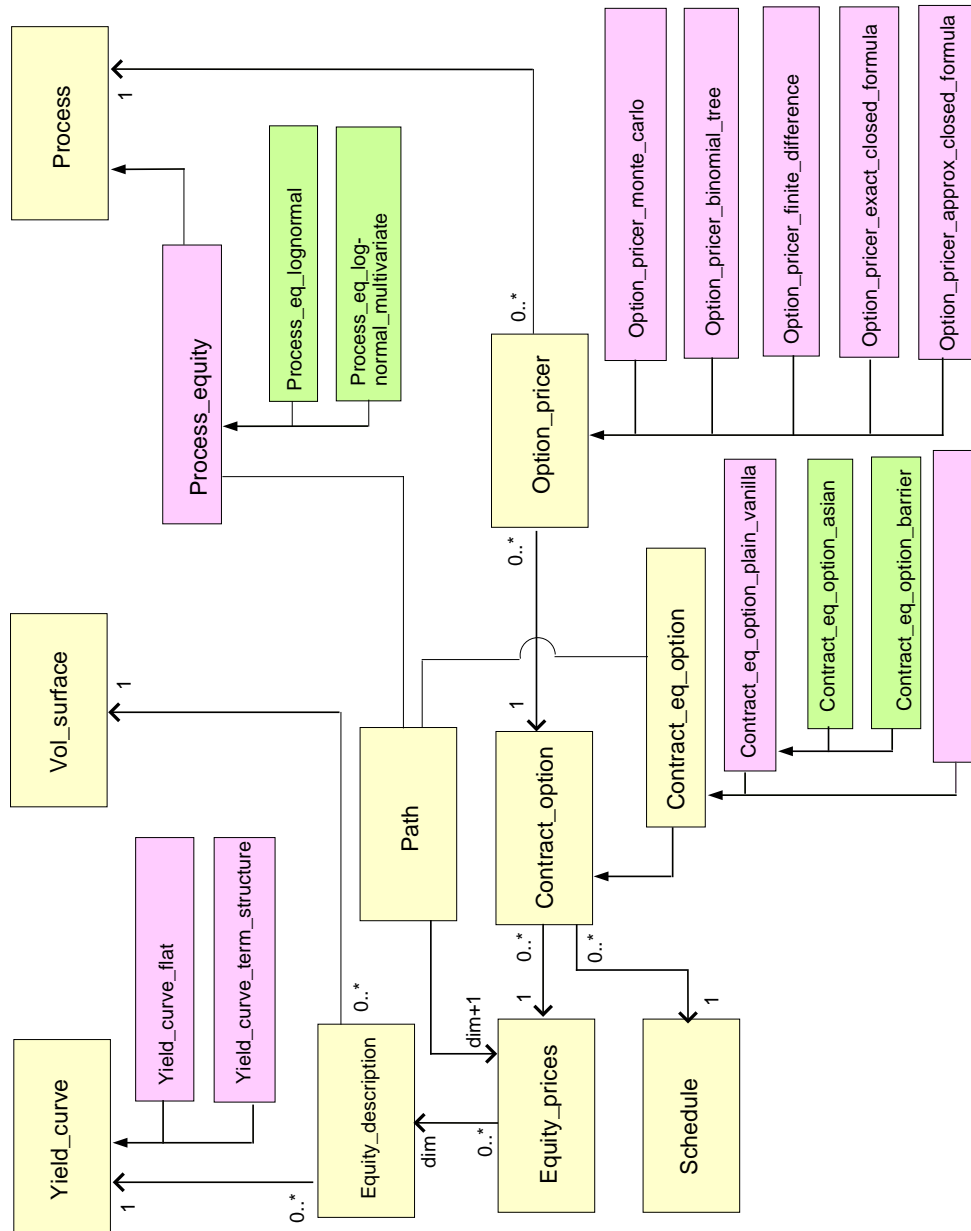 Yield_curve
Yield_curve_flat
Yield_curve_term_structure
1
0..*
Equity_description
0..*
dim
0..*
Equity_prices
dim+1
1
Schedule
1
Vol_surface
1
Path
Contract_option
0..*
0..*
1
Contract_eq_option
Contract_eq_option_plain_vanilla
Contract_eq_option_asian
Contract_eq_option_barrier
Process
1
Process_equity
Process_eq_lognormal
Process_eq_log-
normal_multivariate
0..*
Option_pricer
0..*
Option_pricer_monte_carlo
Option_pricer_binomial_tree
Option_pricer_finite_difference
Option_pricer_exact_closed_formula
Option_pricer_approx_closed_formula